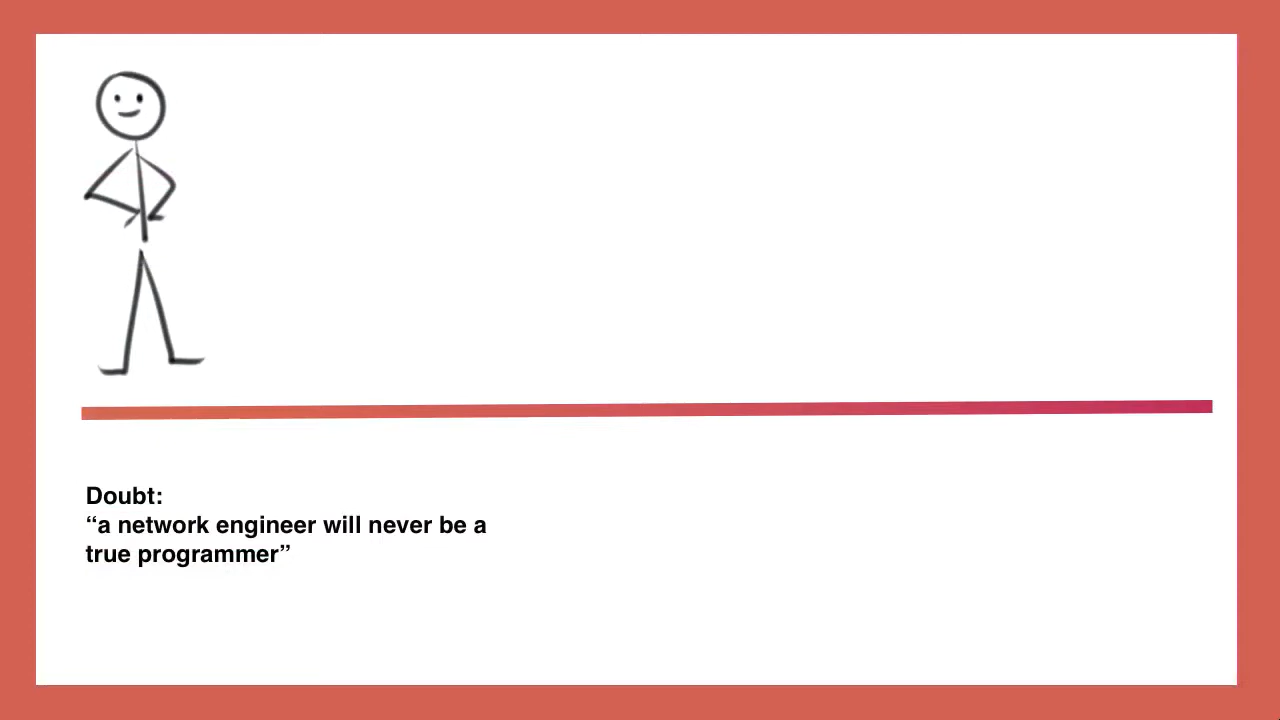 Doubt:
“a network engineer will never be a
true programmer”